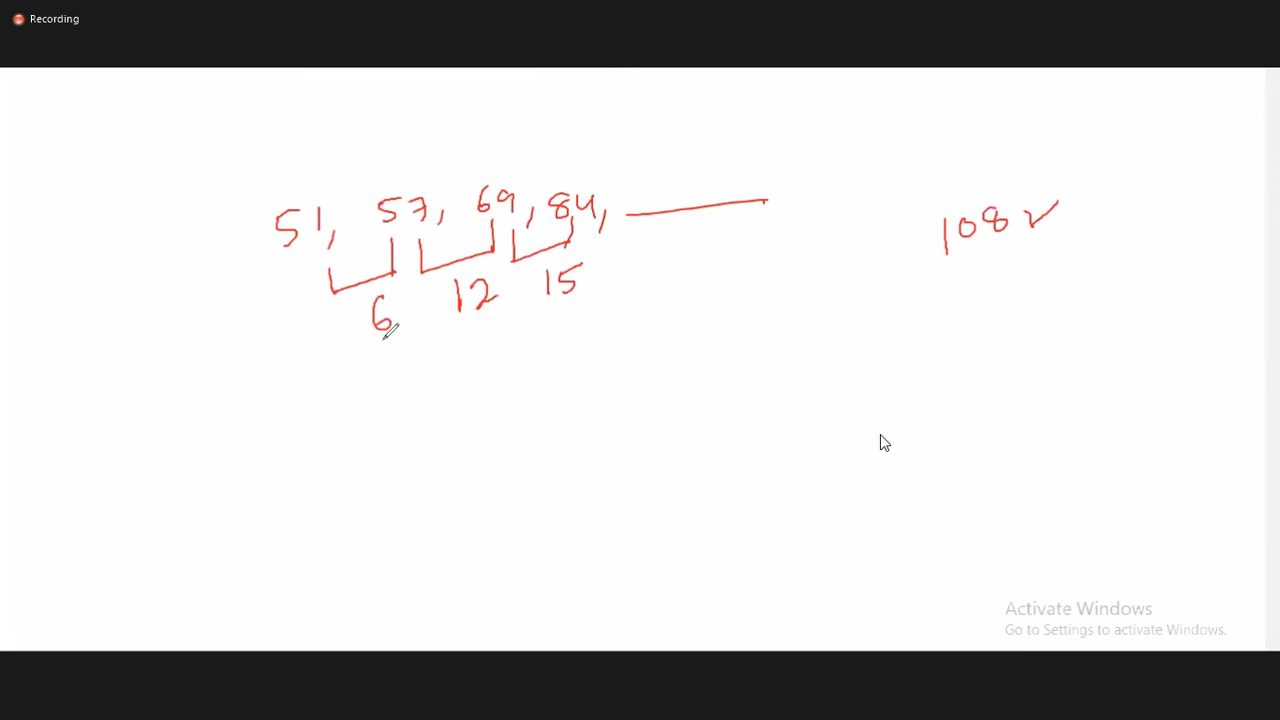 Recording
51, 57, 69, 84, 108
6 12 15
Activate Windows
Go to Settings to activate Windows.